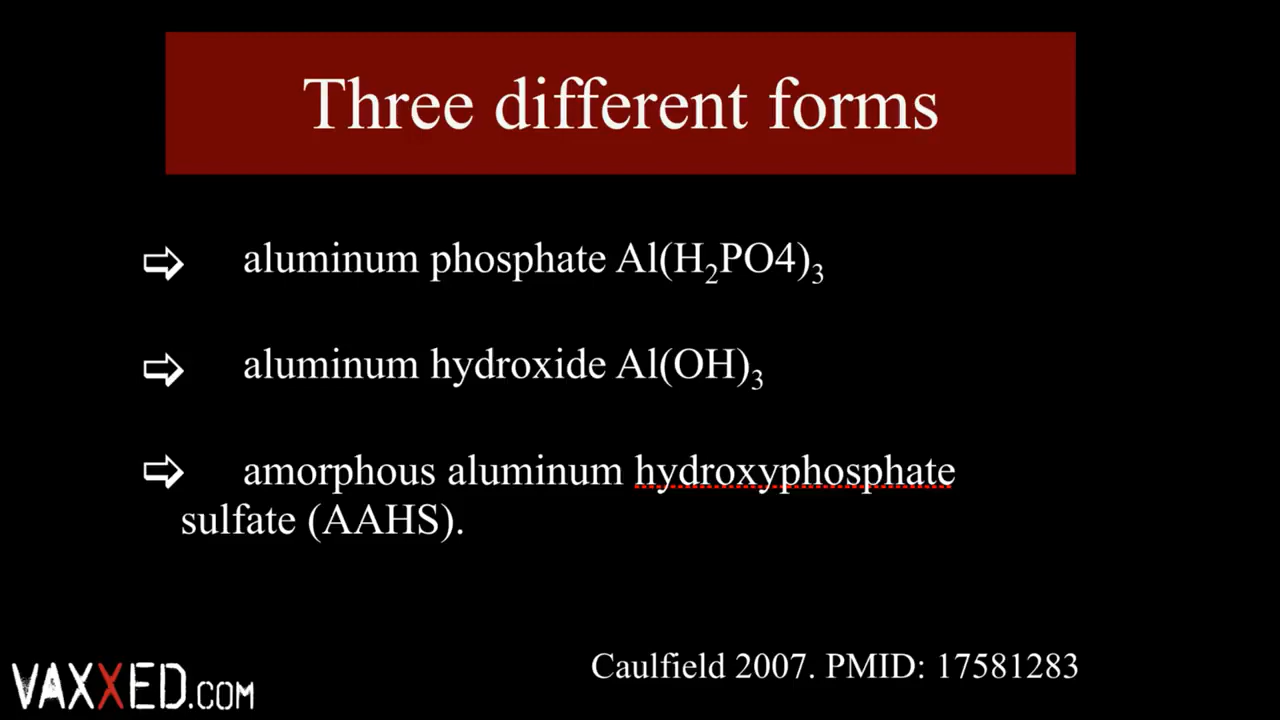 Three different forms
⇨ aluminum phosphate Al(H₂PO4)₃
⇨ aluminum hydroxide Al(OH)₃
⇨ amorphous aluminum hydroxyphosphate
sulfate (AAHS).
Caulfield 2007. PMID: 17581283
VAXXED.COM